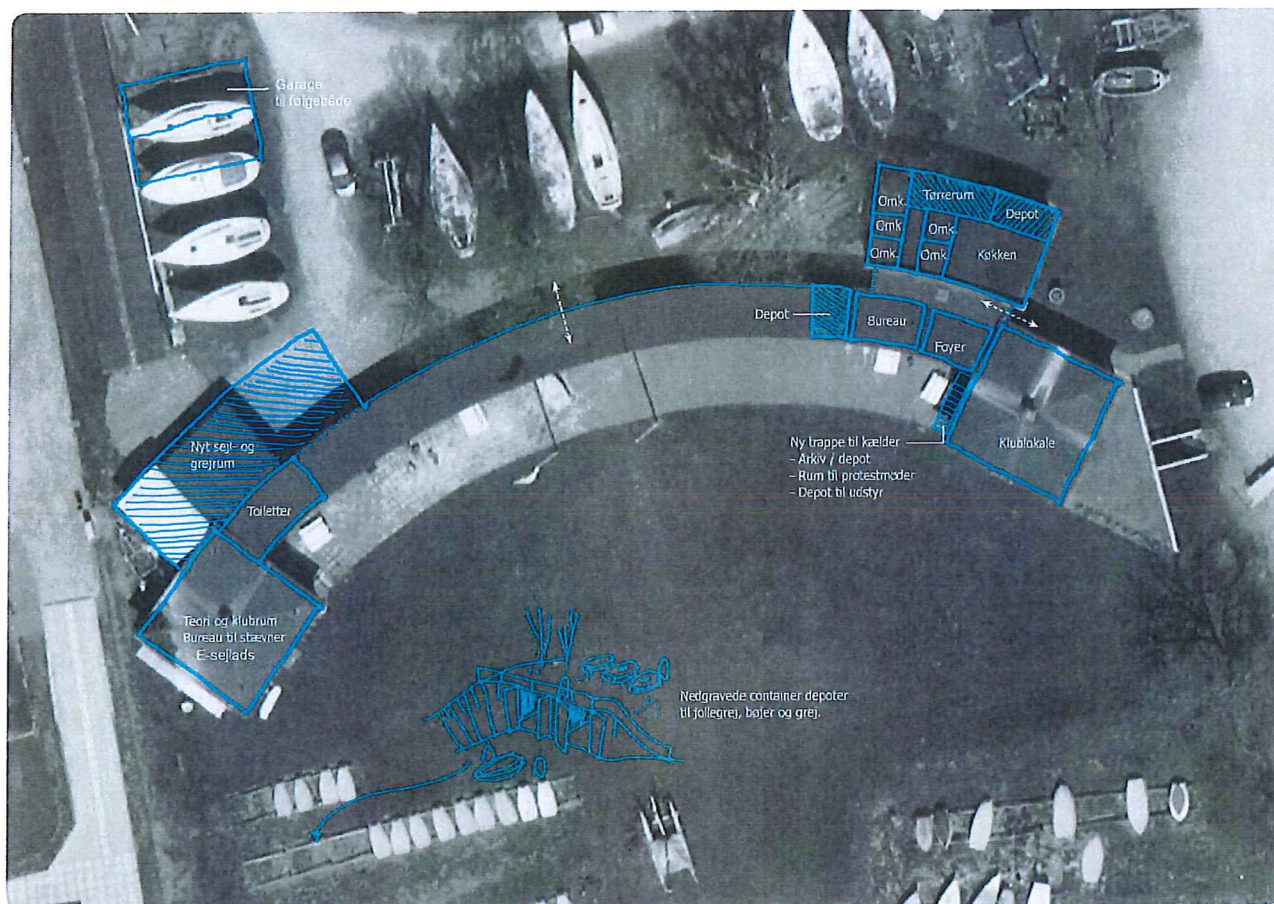 Garage
til følgebåde
Omk.
Tørrerum
Depot
Omk
Omk.
Omk.
Omk.
Køkken
Depot
Bureau
Foyer
Klublokale
Ny trappe til kælder
- Arkiv / depot
- Rum til protestmøder
- Depot til udstyr
Nyt sejl- og
grejrum
Toiletter
Teori og klubrum
Bureau til stævner
E-sejlads
Nedgravede container depoter
til jollegrej, bøjer og grej.